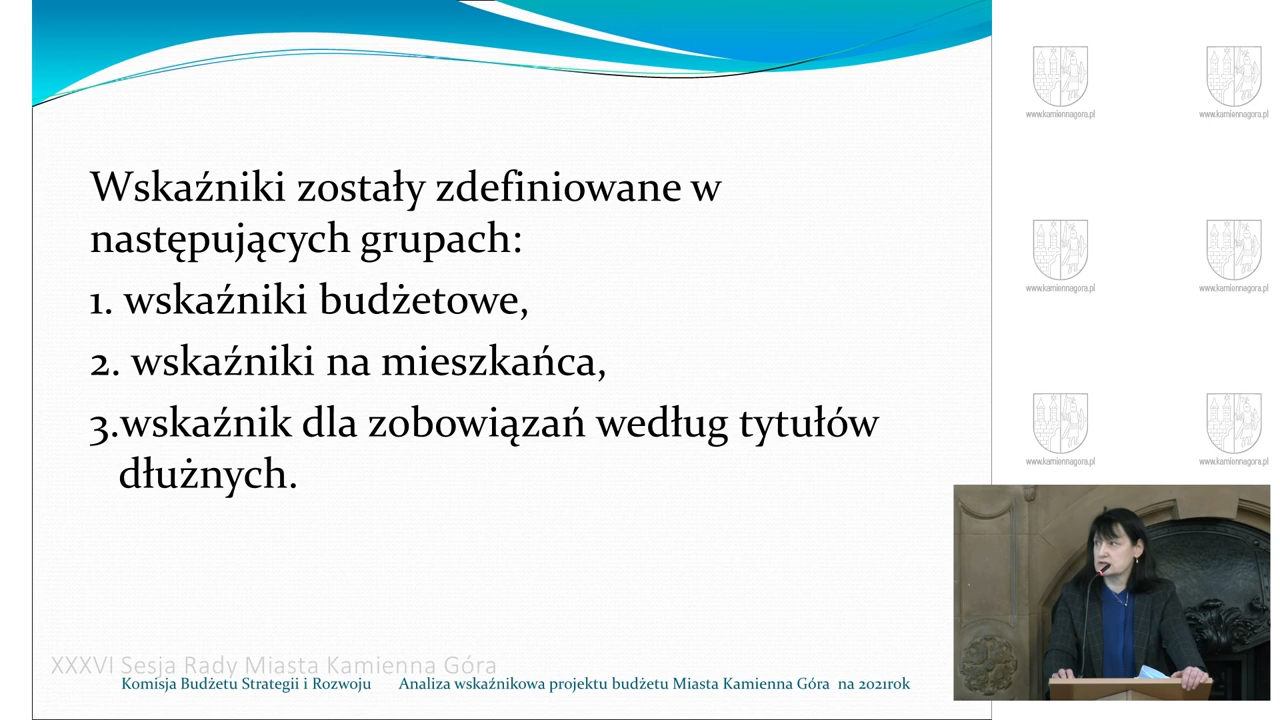 Wskaźniki zostały zdefiniowane w
następujących grupach:
1. wskaźniki budżetowe,
2. wskaźniki na mieszkańca,
3.wskaźnik dla zobowiązań według tytułów
dłużnych.
XXXVI Sesja Rady Miasta Kamienna Góra
Komisja Budżetu Strategii i Rozwoju Analiza wskaźnikowa projektu budżetu Miasta Kamienna Góra na 2021rok
www.kamiennagora.pl www.kamiennagora.pl
www.kamiennagora.pl www.kamiennagora.pl
www.kamiennagora.pl www.kamiennagora.pl